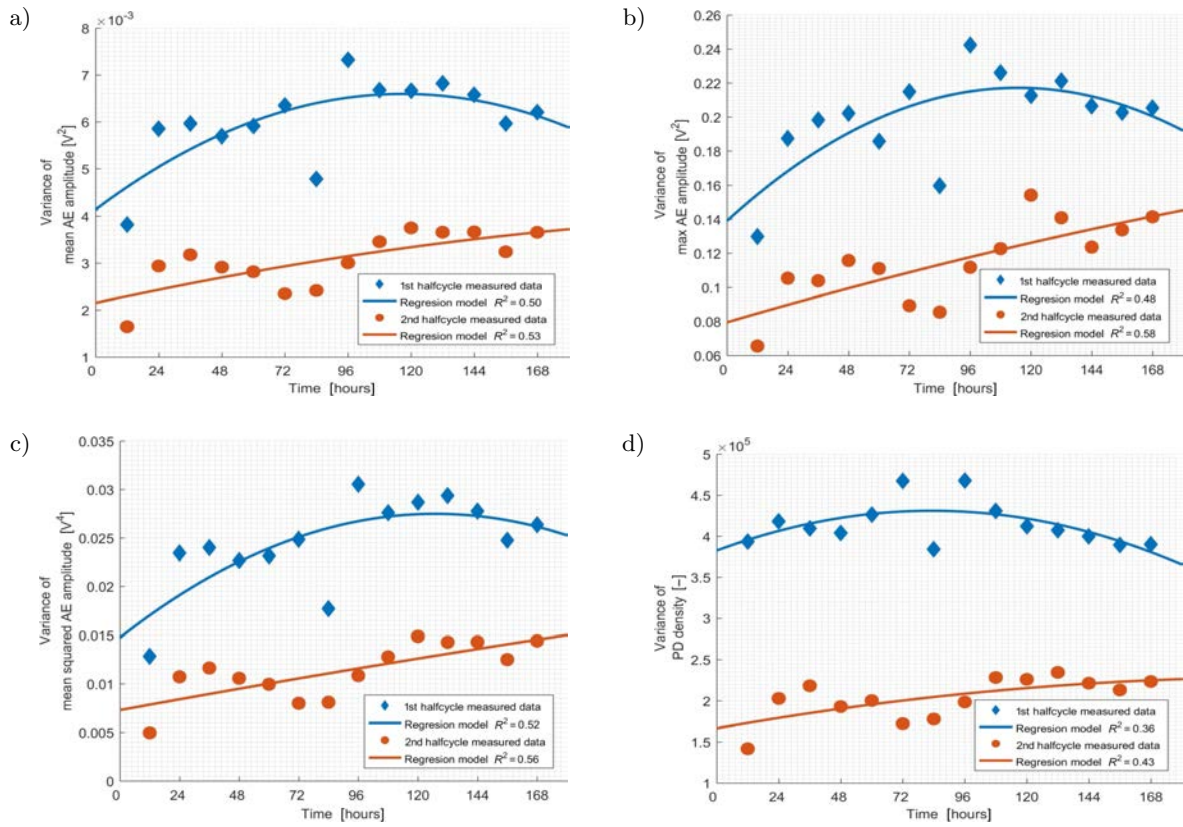 a)
×10⁻³
8
7
6
5
4
3
2
1
Variance of
mean AE amplitude [V²]
1st halfcycle measured data
Regresion model R² = 0.50
2nd halfcycle measured data
Regresion model R² = 0.53
0 24 48 72 96 120 144 168
Time [hours]
b)
0.26
0.22
0.2
0.16
0.14
0.1
0.08
0.06
Variance of
max AE amplitude [V²]
1st halfcycle measured data
Regresion model R² = 0.48
2nd halfcycle measured data
Regresion model R² = 0.58
0 24 48 72 96 120 144 168
Time [hours]
c)
0.035
0.03
0.025
0.02
0.015
0.01
0.005
0
Variance of
mean squared AE amplitude [V⁴]
1st halfcycle measured data
Regresion model R² = 0.52
2nd halfcycle measured data
Regresion model R² = 0.56
0 24 48 72 96 120 144 168
Time [hours]
d)
×10⁵
5
4.5
4
3.5
3
2.5
2
1.5
1
Variance of
PD density [-]
1st halfcycle measured data
Regresion model R² = 0.36
2nd halfcycle measured data
Regresion model R² = 0.43
0 24 48 72 96 120 144 168
Time [hours]